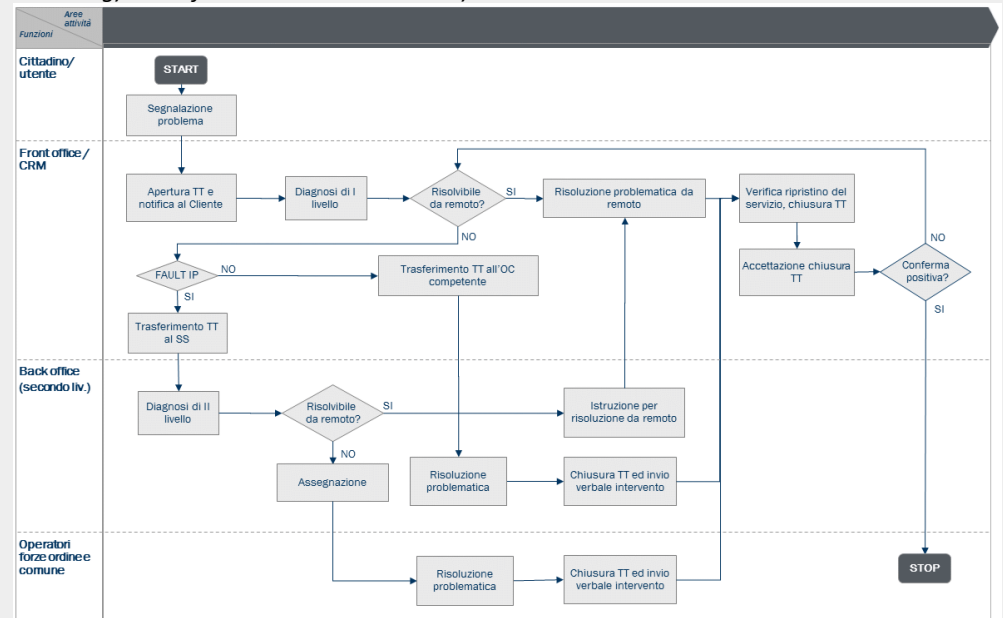 Aree
attività
Funzioni
Cittadino/
utente
START
Segnalazione
problema
Front office /
CRM
Apertura TT e
notifica al Cliente
Diagnosi di I
livello
Risolvibile
da remoto?
SI
Risoluzione problematica da
remoto
Verifica ripristino del
servizio, chiusura TT
NO
NO
FAULT IP
NO
Trasferimento TT all'OC
competente
Accettazione chiusura
TT
Conferma
positiva?
SI
SI
Trasferimento TT
al SS
Back office
(secondo liv.)
Diagnosi di II
livello
Risolvibile
da remoto?
SI
Istruzione per
risoluzione da remoto
NO
Assegnazione
Risoluzione
problematica
Chiusura TT ed invio
verbale intervento
Operatori
forze ordine e
comune
Risoluzione
problematica
Chiusura TT ed invio
verbale intervento
STOP